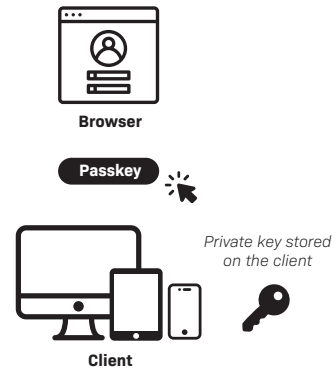 Browser
Passkey
Private key stored
on the client
Client